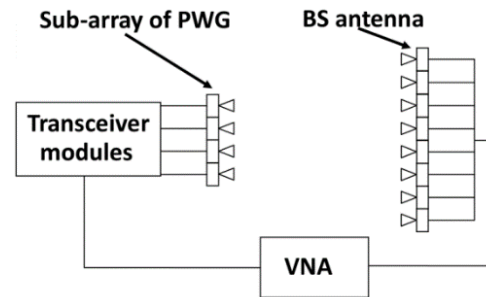 Sub-array of PWG
BS antenna
Transceiver
modules
VNA